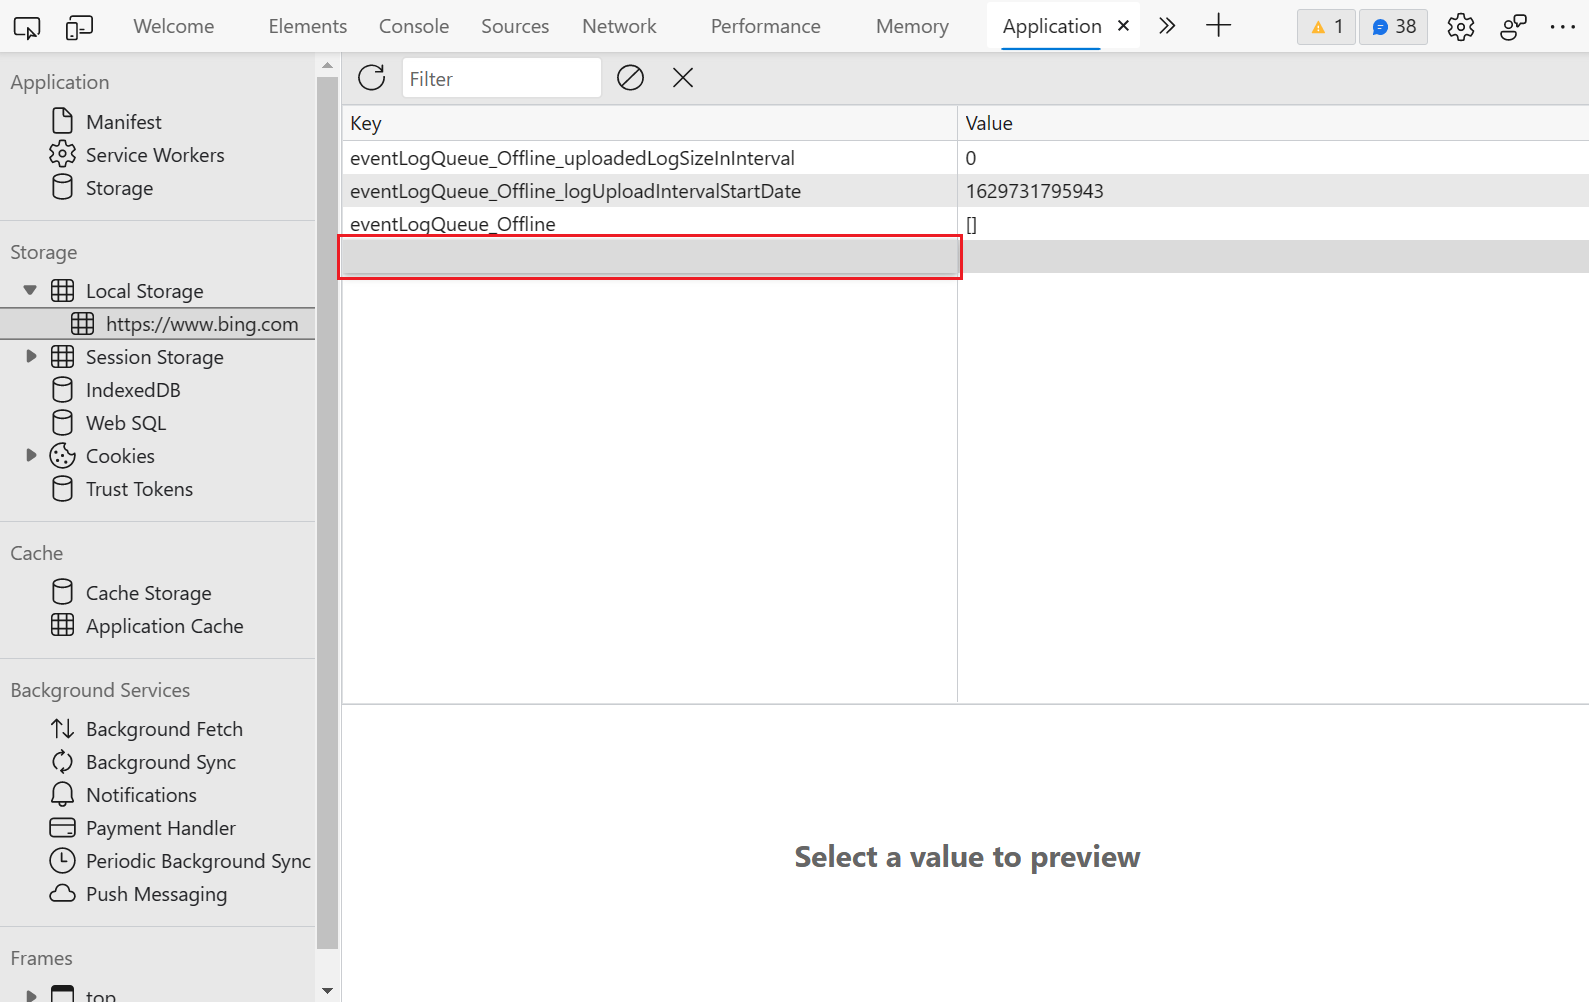 Welcome Elements Console Sources Network Performance Memory Application 1 38
Application
Manifest
Service Workers
Storage
Storage
Local Storage
https://www.bing.com
Session Storage
IndexedDB
Web SQL
Cookies
Trust Tokens
Cache
Cache Storage
Application Cache
Background Services
Background Fetch
Background Sync
Notifications
Payment Handler
Periodic Background Sync
Push Messaging
Frames
top
Filter
Key Value
eventLogQueue_Offline_uploadedLogSizeInInterval 0
eventLogQueue_Offline_logUploadIntervalStartDate 1629731795943
eventLogQueue_Offline []
Select a value to preview